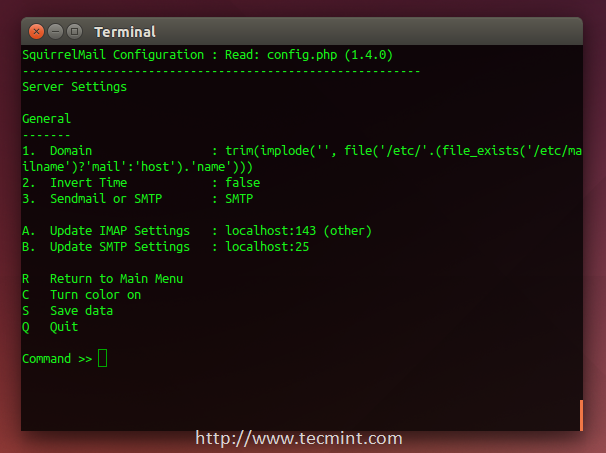 Terminal
SquirrelMail Configuration : Read: config.php (1.4.0)
---------------------------------------------------------
Server Settings
General
-------
1.  Domain                 : trim(implode('', file('/etc/'.(file_exists('/etc/ma
ilname')?'mail':'host').'name')))
2.  Invert Time            : false
3.  Sendmail or SMTP       : SMTP
A.  Update IMAP Settings   : localhost:143 (other)
B.  Update SMTP Settings   : localhost:25
R   Return to Main Menu
C   Turn color on
S   Save data
Q   Quit
Command >>
http://www.tecmint.com